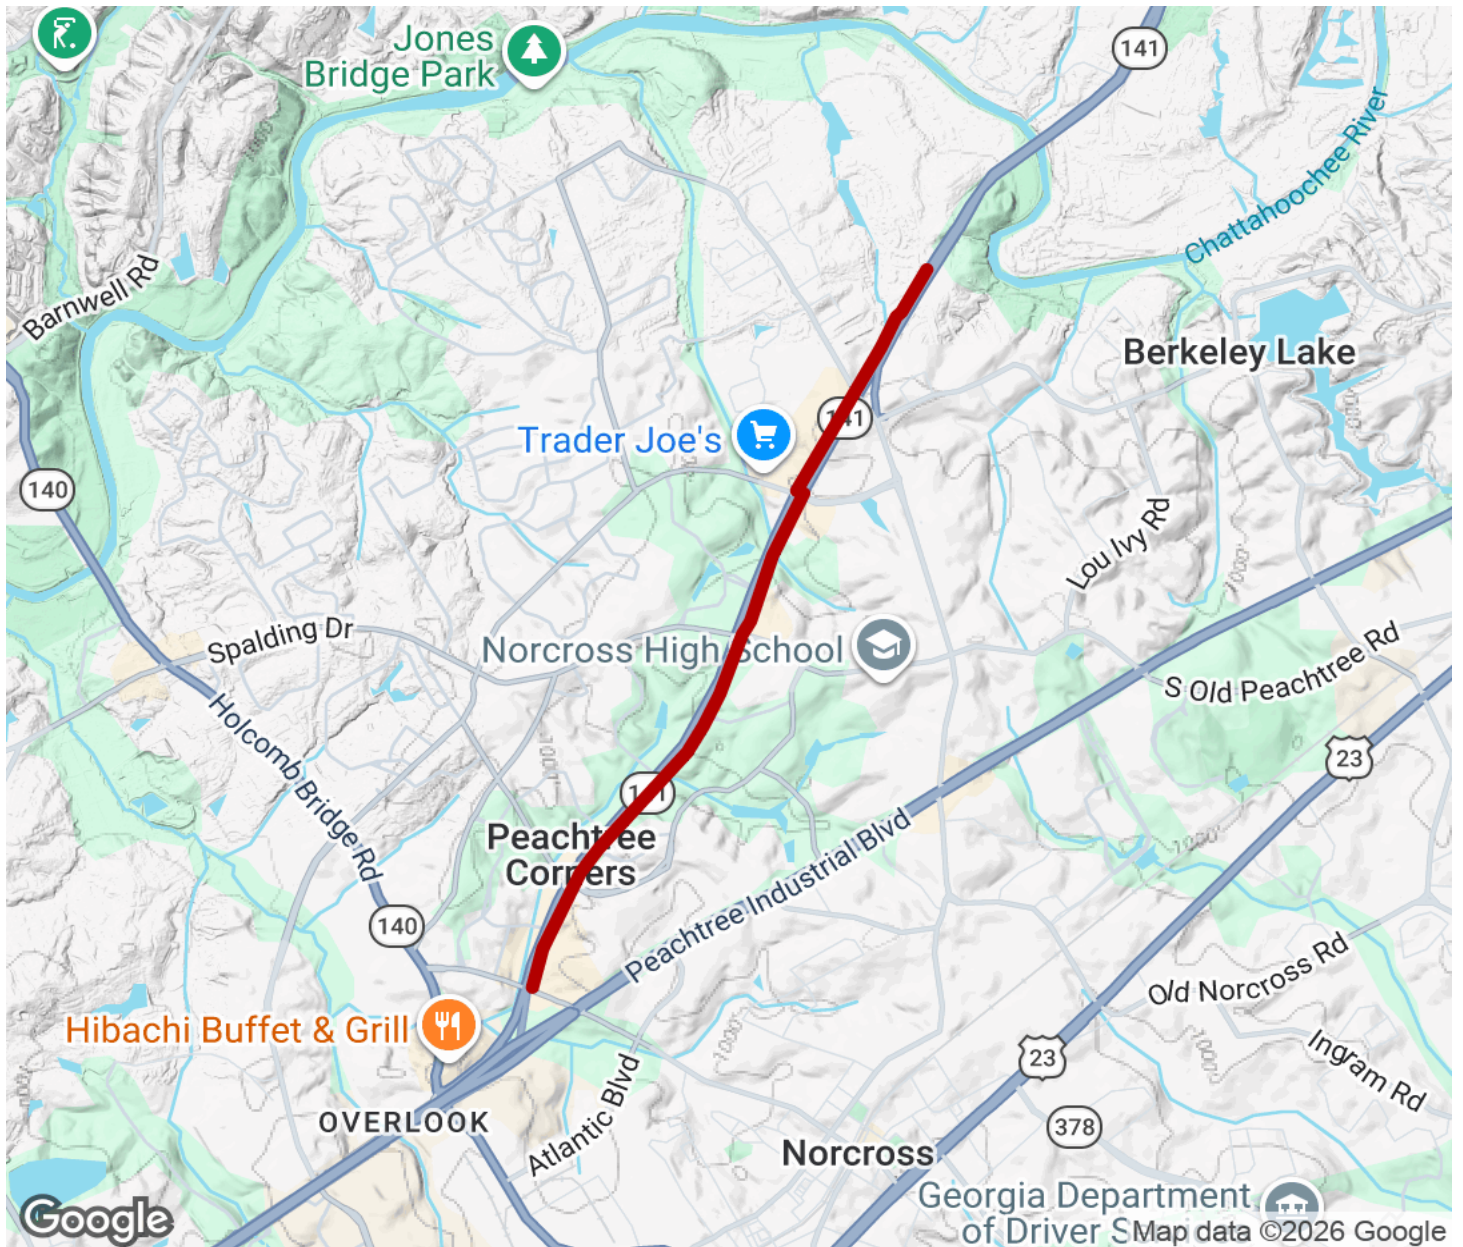 141
Jones
Bridge Park
Chattahoochee River
Barnwell Rd
Berkeley Lake
141
Trader Joe's
140
Lou Ivy Rd
1000'
Spalding Dr
Norcross High School
S Old Peachtree Rd
Holcomb Bridge Rd
23
Peachtree
Corners
Peachtree Industrial Blvd
140
Old Norcross Rd
Hibachi Buffet & Grill
23
Ingram Rd
Atlantic Blvd
1000'
OVERLOOK
378
Norcross
Georgia Department
of Driver
Google
Map data ©2026 Google